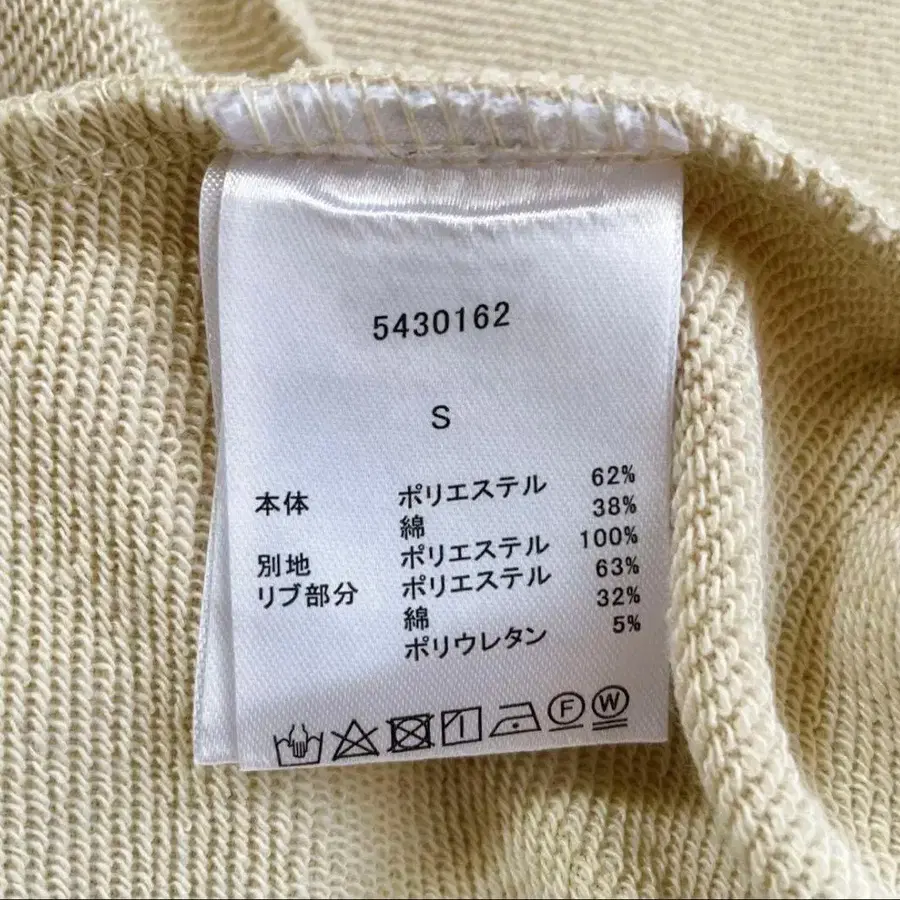 5430162
S
本体 ポリエステル 62%
綿 38%
別地 ポリエステル 100%
リブ部分 ポリエステル 63%
綿 32%
ポリウレタン 5%
F W